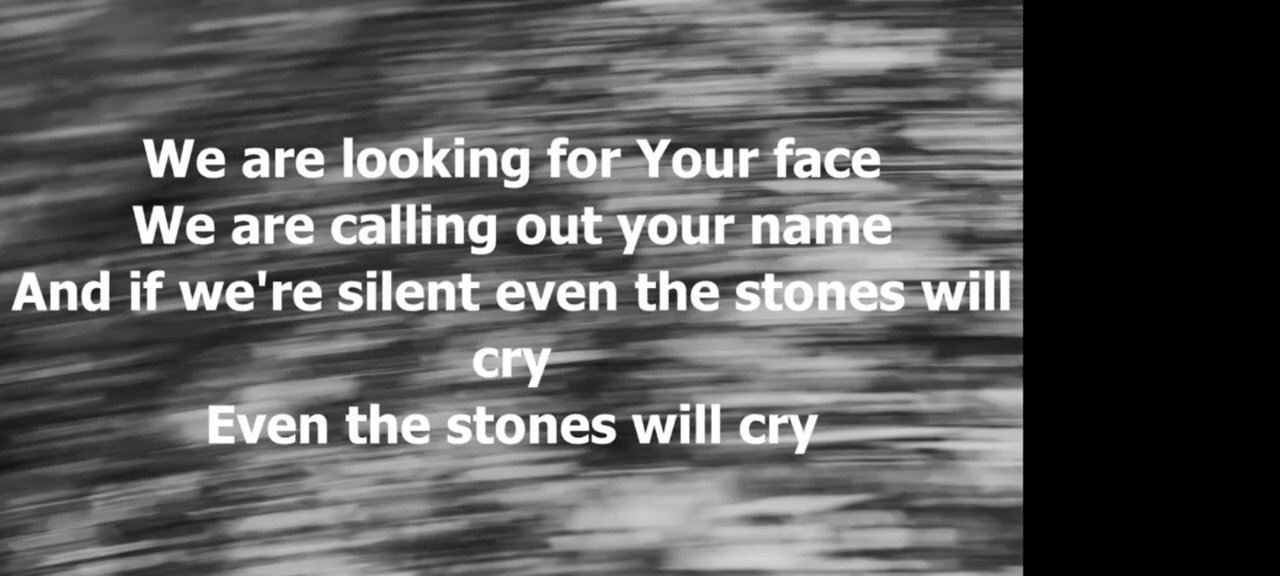 We are looking for Your face
We are calling out your name
And if we're silent even the stones will
cry
Even the stones will cry